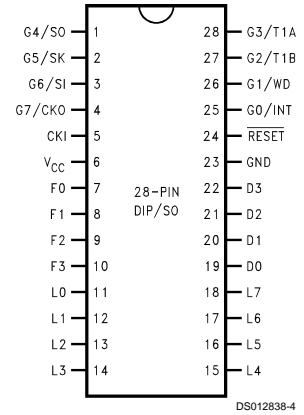 G4/SO 1 28 G3/T1A
G5/SK 2 27 G2/T1B
G6/SI 3 26 G1/WD
G7/CKO 4 25 G0/INT
CKI 5 24 RESET
VCC 6 23 GND
F0 7 28-PIN 22 D3
F1 8 DIP/SO 21 D2
F2 9 20 D1
F3 10 19 D0
L0 11 18 L7
L1 12 17 L6
L2 13 16 L5
L3 14 15 L4
DS012838-4